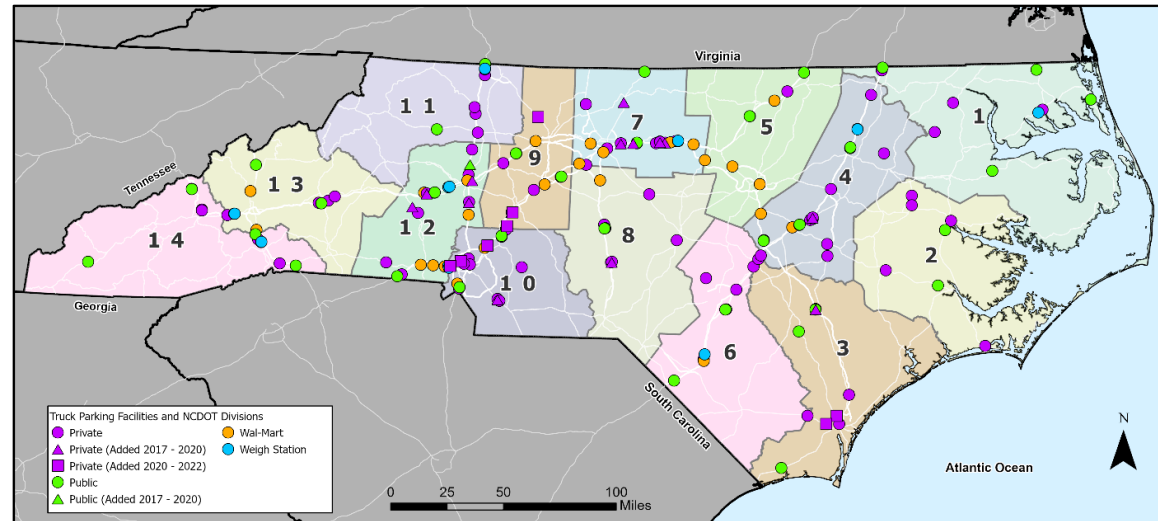 Virginia
1 1
7
5
1
9
Tennessee
1 3
4
1 2
1 4
8
2
1 0
Georgia
6
3
South Carolina
N
Atlantic Ocean
Truck Parking Facilities and NCDOT Divisions
Private
Wal-Mart
Private (Added 2017 - 2020)
Weigh Station
Private (Added 2020 - 2022)
Public
Public (Added 2017 - 2020)
0 25 50 100
Miles